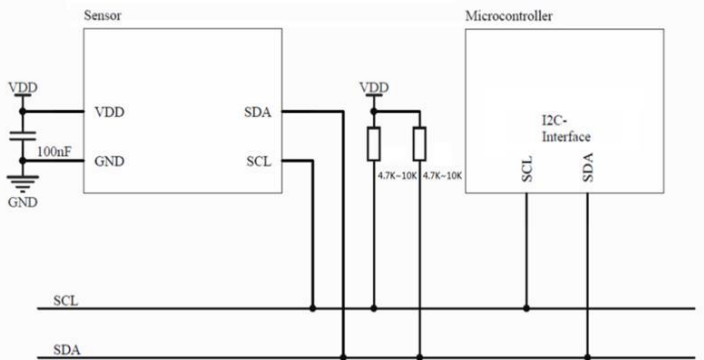 Sensor
Microcontroller
VDD
VDD
VDD
SDA
I2C-
Interface
100nF
GND
SCL
SCL
SDA
4.7K~10K
4.7K~10K
GND
SCL
SDA